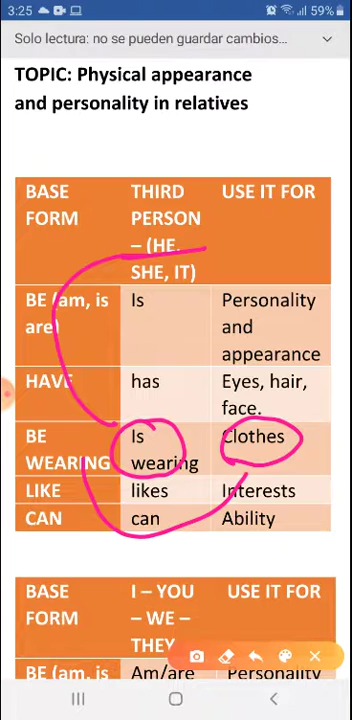 3:25
59%
Solo lectura: no se pueden guardar cambios...
TOPIC: Physical appearance
and personality in relatives
BASE FORM
THIRD PERSON – (HE, SHE, IT)
USE IT FOR
BE (am, is are)
Is
Personality and appearance
HAVE
has
Eyes, hair, face.
BE WEARING
Is wearing
Clothes
LIKE
likes
Interests
CAN
can
Ability
BASE FORM
I – YOU – WE – THEY
USE IT FOR
BE (am, is
Am/are
Personality